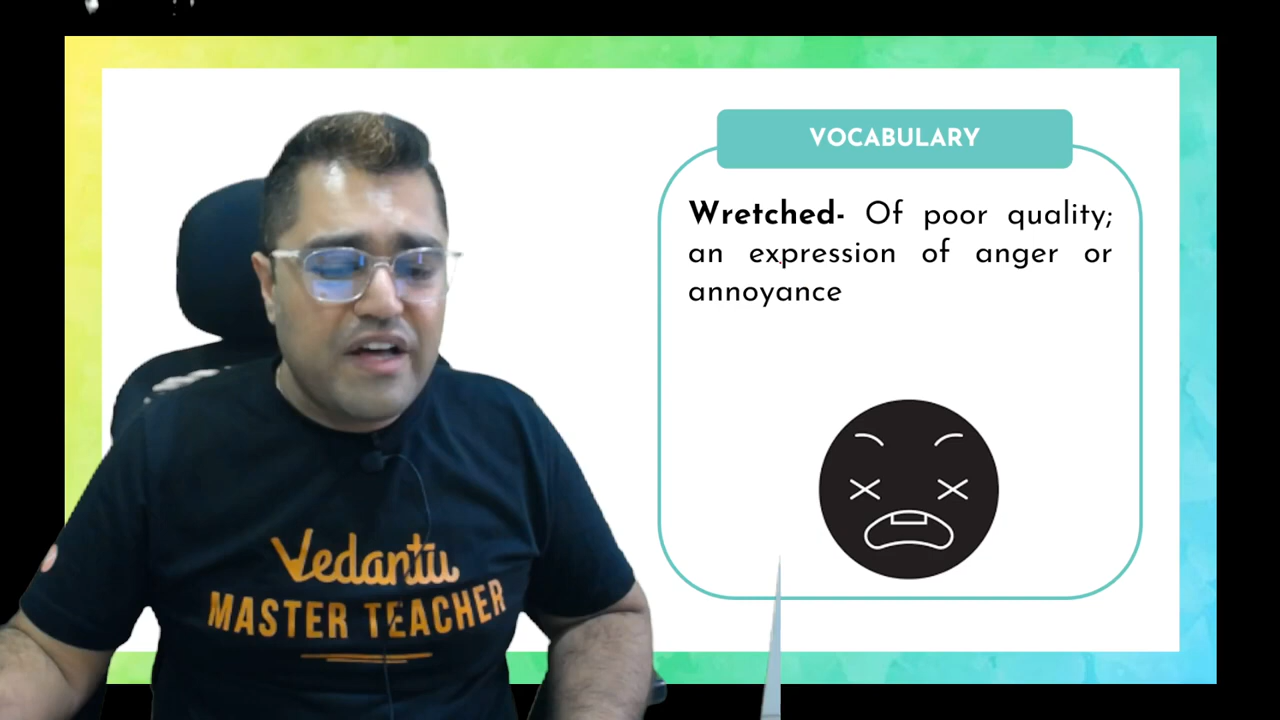 VOCABULARY
Wretched- Of poor quality;
an expression of anger or
annoyance
Vedantu
MASTER TEACHER